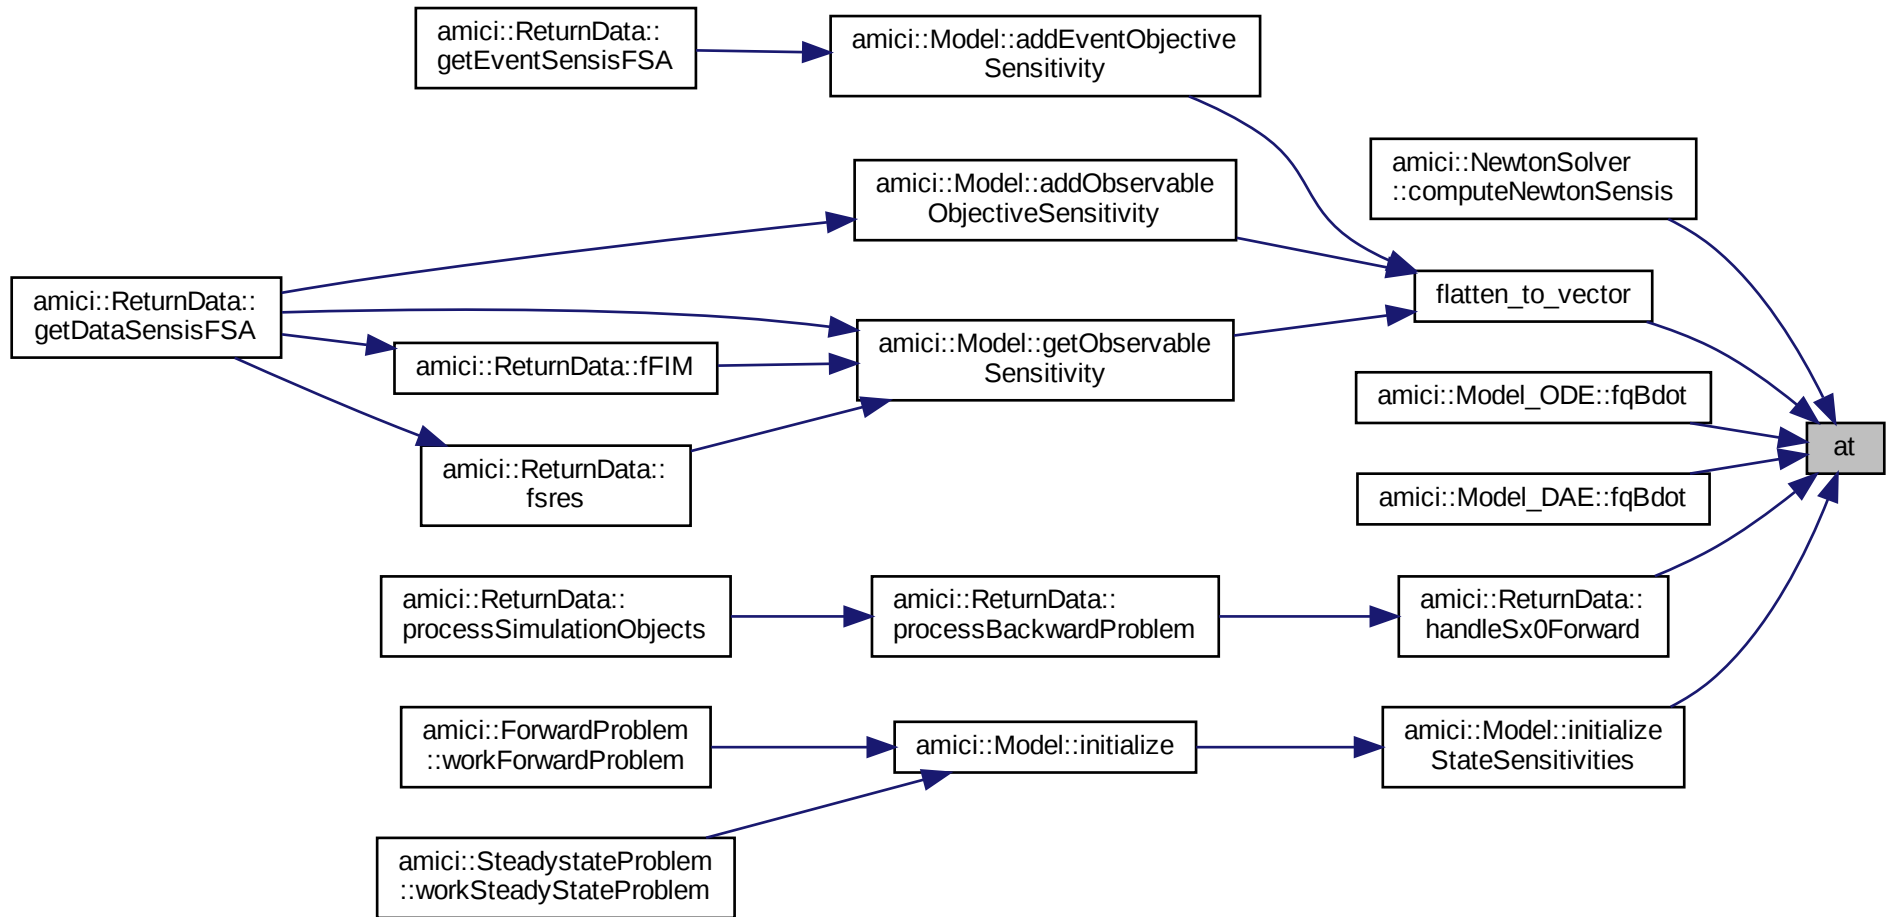 amici::ReturnData::
getEventSensisFSA
amici::Model::addEventObjective
Sensitivity
amici::NewtonSolver
::computeNewtonSensis
amici::Model::addObservable
ObjectiveSensitivity
flatten_to_vector
amici::ReturnData::
getDataSensisFSA
amici::Model::getObservable
Sensitivity
amici::ReturnData::fFIM
amici::Model_ODE::fqBdot
at
amici::ReturnData::
fsres
amici::Model_DAE::fqBdot
amici::ReturnData::
processSimulationObjects
amici::ReturnData::
processBackwardProblem
amici::ReturnData::
handleSx0Forward
amici::ForwardProblem
::workForwardProblem
amici::Model::initialize
amici::Model::initialize
StateSensitivities
amici::SteadystateProblem
::workSteadyStateProblem